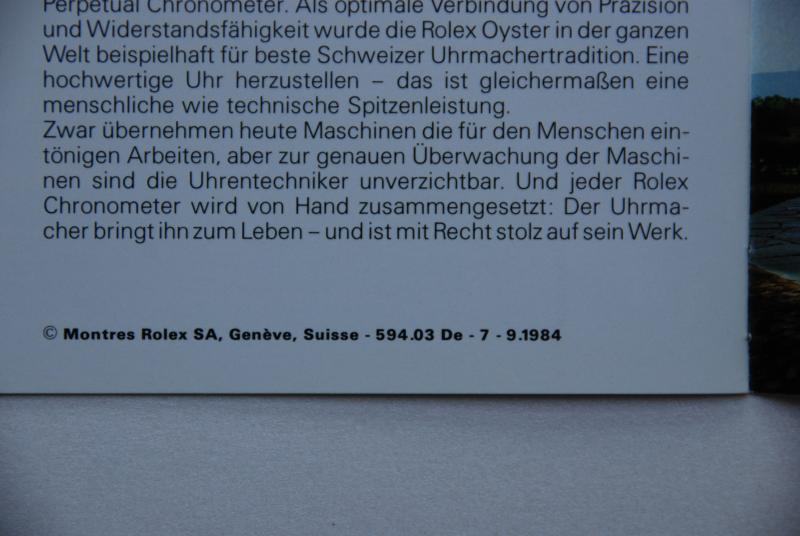 Perpetual Chronometer. Als optimale Verbindung von Präzision
und Widerstandsfähigkeit wurde die Rolex Oyster in der ganzen
Welt beispielhaft für beste Schweizer Uhrmachertradition. Eine
hochwertige Uhr herzustellen – das ist gleichermaßen eine
menschliche wie technische Spitzenleistung.
Zwar übernehmen heute Maschinen die für den Menschen ein-
tönigen Arbeiten, aber zur genauen Überwachung der Maschi-
nen sind die Uhrentechniker unverzichtbar. Und jeder Rolex
Chronometer wird von Hand zusammengesetzt: Der Uhrma-
cher bringt ihn zum Leben – und ist mit Recht stolz auf sein Werk.
© Montres Rolex SA, Genève, Suisse - 594.03 De - 7 - 9.1984